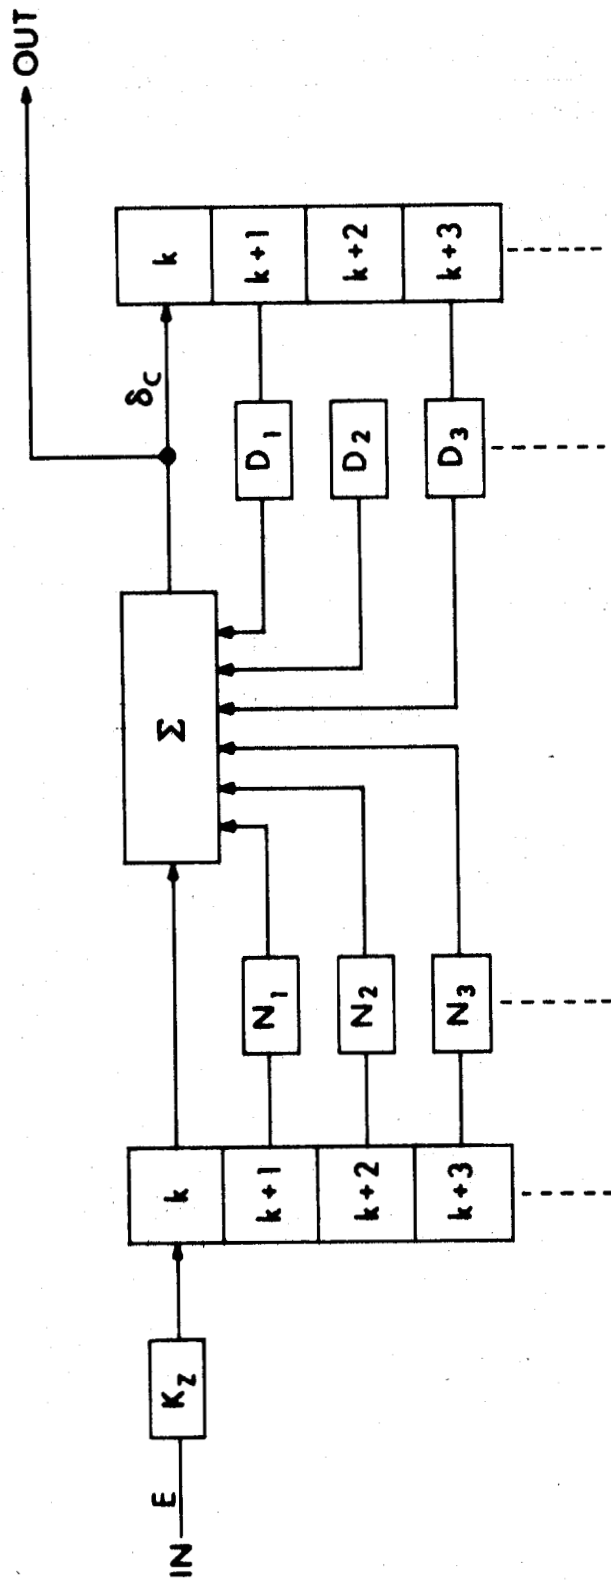 IN
E
K_Z
k
k+1
k+2
k+3
N_1
N_2
N_3
Σ
D_1
D_2
D_3
δ_C
k
k+1
k+2
k+3
OUT